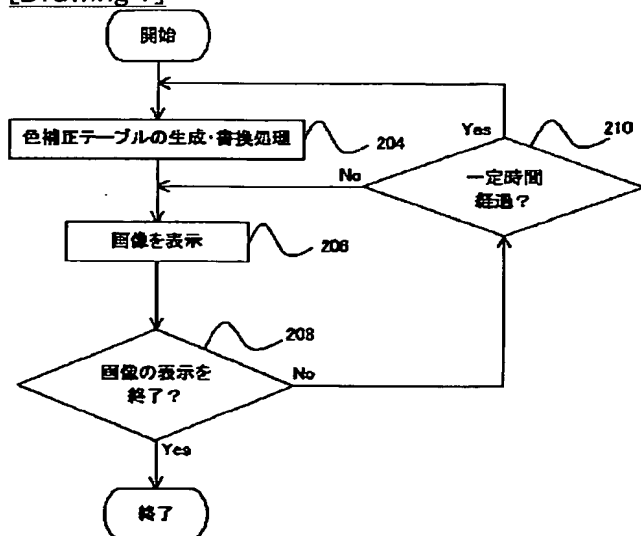 開始
色補正テーブルの生成・書換処理
204
Yes
210
一定時間
経過？
No
画像を表示
206
208
画像の表示を
終了？
No
Yes
終了